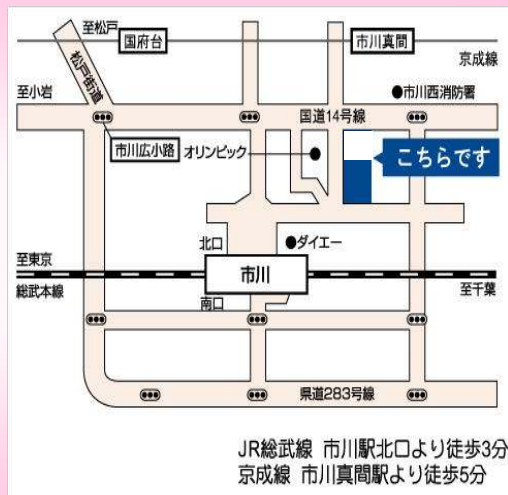 至松戸
国府台
市川真間
京成線
松戸街道
至小岩
●市川西消防署
国道14号線
市川広小路
オリンピック●
こちらです
北口
●ダイエー
至東京
市川
総武本線
至千葉
南口
県道283号線
JR総武線 市川駅北口より徒歩3分
京成線 市川真間駅より徒歩5分